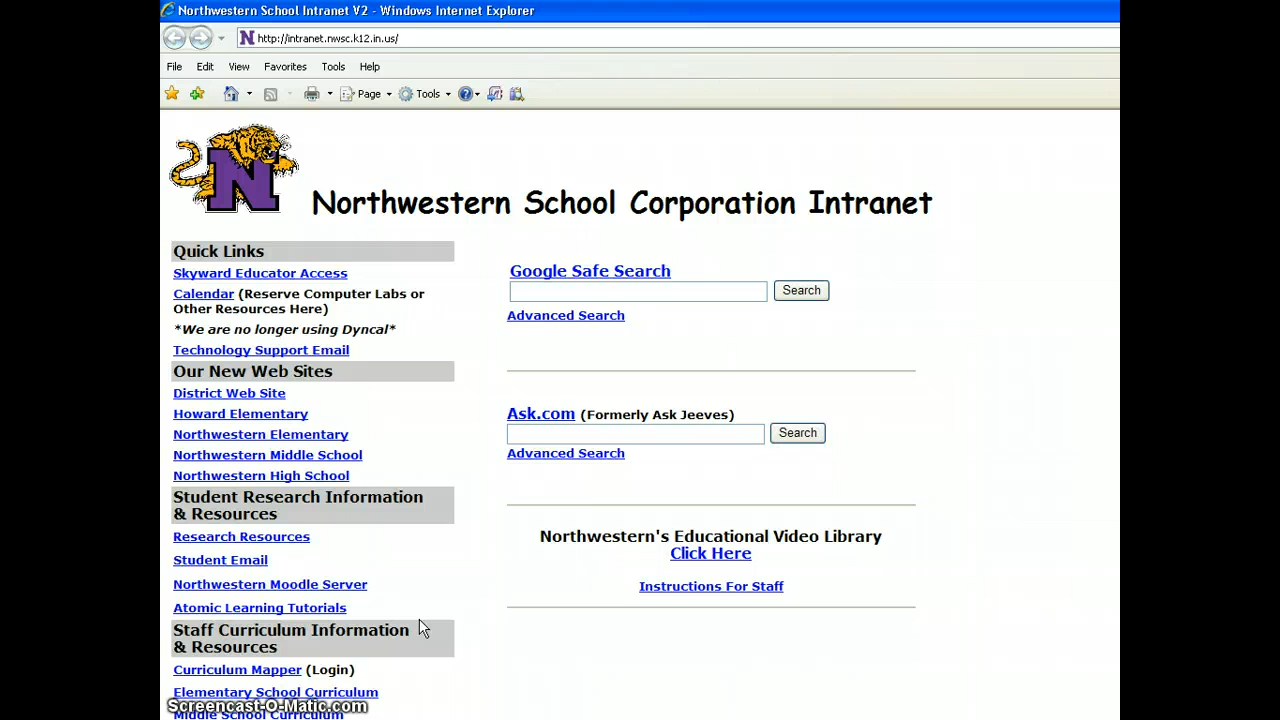 Northwestern School Intranet V2 - Windows Internet Explorer
http://intranet.nwsc.k12.in.us/
File Edit View Favorites Tools Help
Page Tools
N
Northwestern School Corporation Intranet
Quick Links
Skyward Educator Access
Calendar (Reserve Computer Labs or
Other Resources Here)
*We are no longer using Dyncal*
Technology Support Email
Our New Web Sites
District Web Site
Howard Elementary
Northwestern Elementary
Northwestern Middle School
Northwestern High School
Student Research Information
& Resources
Research Resources
Student Email
Northwestern Moodle Server
Atomic Learning Tutorials
Staff Curriculum Information
& Resources
Curriculum Mapper (Login)
Elementary School Curriculum
Middle School Curriculum
Google Safe Search
Search
Advanced Search
Ask.com (Formerly Ask Jeeves)
Search
Advanced Search
Northwestern's Educational Video Library
Click Here
Instructions For Staff
Screencast-O-Matic.com